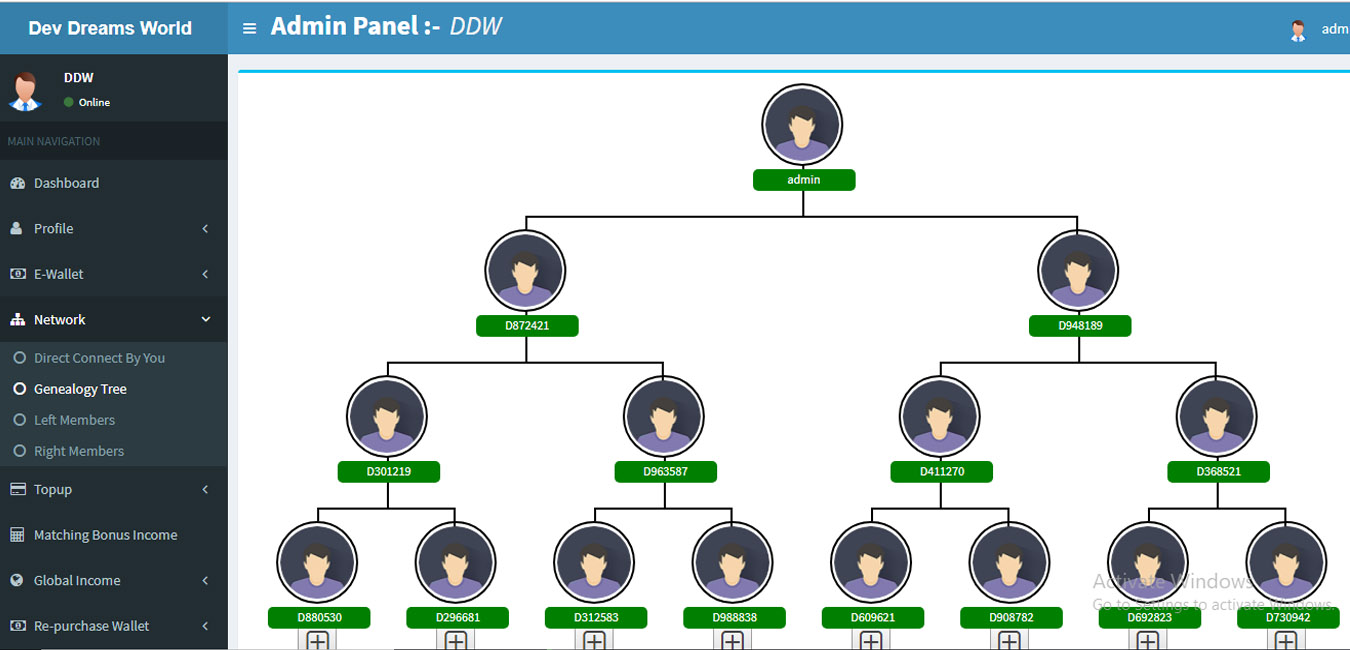 Dev Dreams World
Admin Panel :- DDW
adm
DDW
Online
MAIN NAVIGATION
Dashboard
Profile
E-Wallet
Network
Direct Connect By You
Genealogy Tree
Left Members
Right Members
Topup
Matching Bonus Income
Global Income
Re-purchase Wallet
admin
D872421 D948189
D301219 D963587 D411270 D368521
D880530 D296681 D312583 D988838 D609621 D908782 D692823 D730942
Activate Windows
Go to Settings to activate Windows.